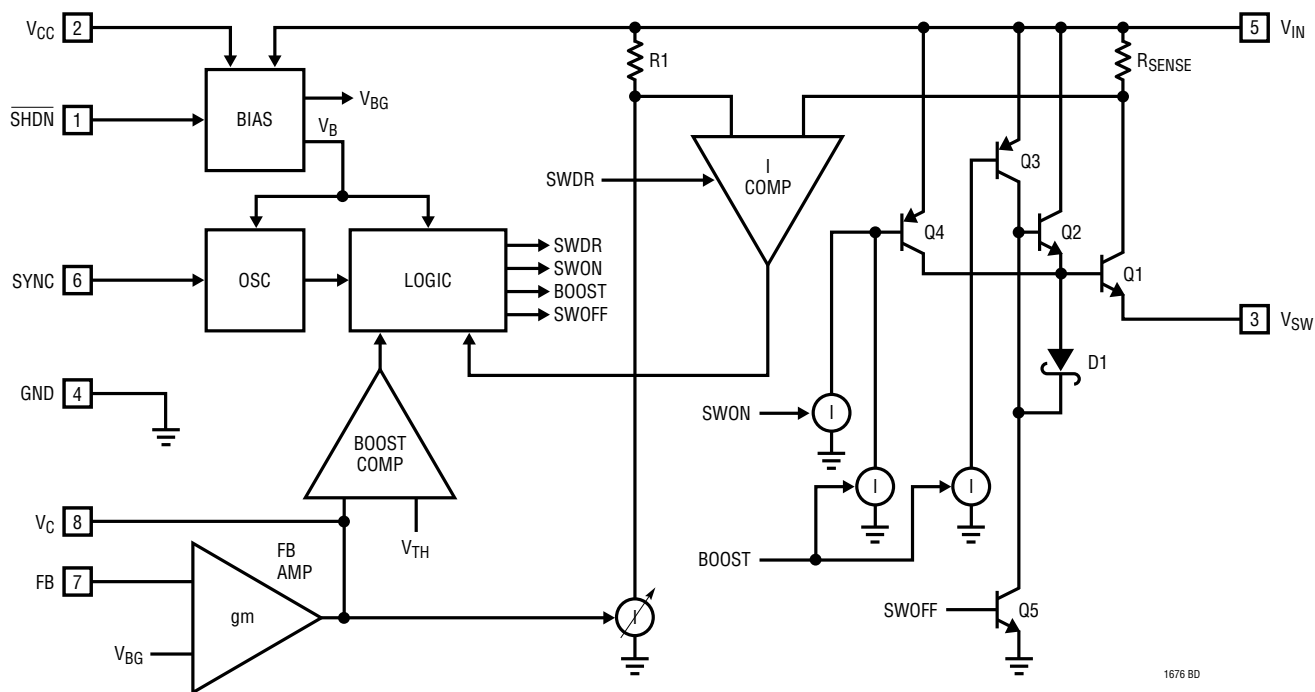 VCC 2
5 VIN
R1
RSENSE
SHDN 1
BIAS
VBG
VB
I
COMP
Q3
SWDR
Q4
Q2
Q1
SYNC 6
OSC
LOGIC
SWDR
SWON
BOOST
SWOFF
3 VSW
D1
GND 4
SWON
I
BOOST
COMP
I
I
VC 8
VTH
FB
AMP
BOOST
FB 7
gm
I
SWOFF
Q5
VBG
1676 BD